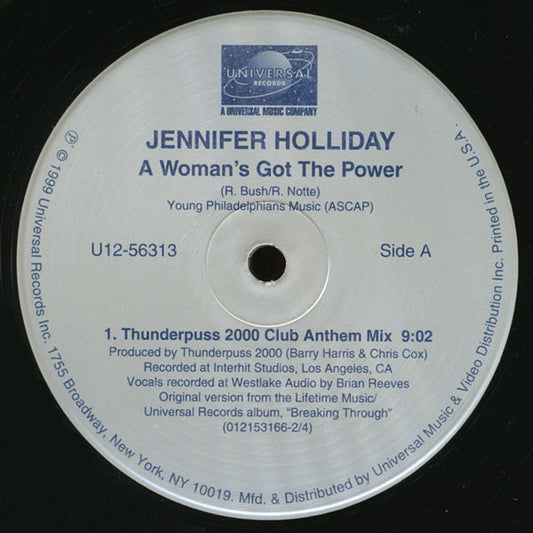 UNIVERSAL
RECORDS
A UNIVERSAL MUSIC COMPANY
JENNIFER HOLLIDAY
A Woman's Got The Power
(R. Bush/R. Notte)
Young Philadelphians Music (ASCAP)
U12-56313
Side A
1. Thunderpuss 2000 Club Anthem Mix 9:02
Produced by Thunderpuss 2000 (Barry Harris & Chris Cox)
Recorded at Interhit Studios, Los Angeles, CA
Vocals recorded at Westlake Audio by Brian Reeves
Original version from the Lifetime Music/
Universal Records album, "Breaking Through"
(012153166-2/4)
℗ © 1999 Universal Records Inc. 1755 Broadway, New York, NY 10019. Mfd. & Distributed by Universal Music & Video Distribution Inc. Printed in the U.S.A.